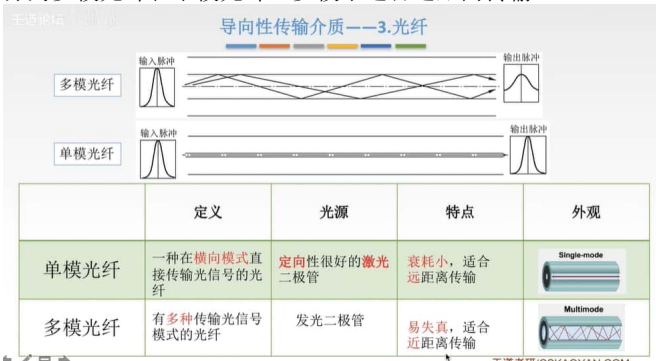 导向性传输介质——3.光纤
输入脉冲
输出脉冲
多模光纤
输入脉冲
输出脉冲
单模光纤
定义
光源
特点
外观
单模光纤
一种在横向模式直
接传输光信号的光
纤
定向性很好的激光
二极管
衰耗小，适合
远距离传输
Single-mode
多模光纤
有多种传输光信号
模式的光纤
发光二极管
易失真，适合
近距离传输
Multimode